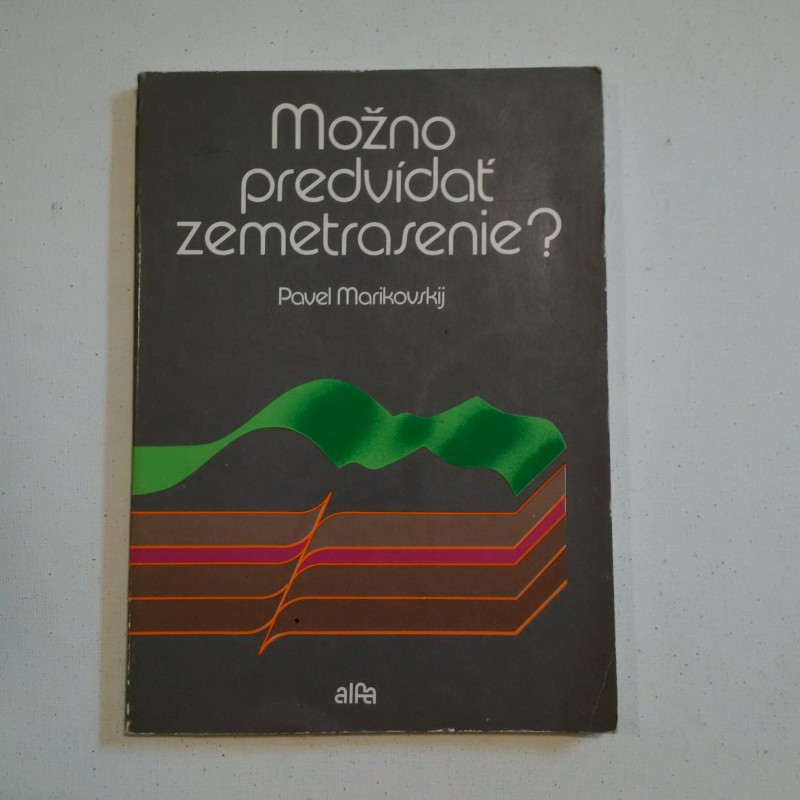 Možno
predvídať
zemetrasenie?
Pavel Marikovskij
alfa